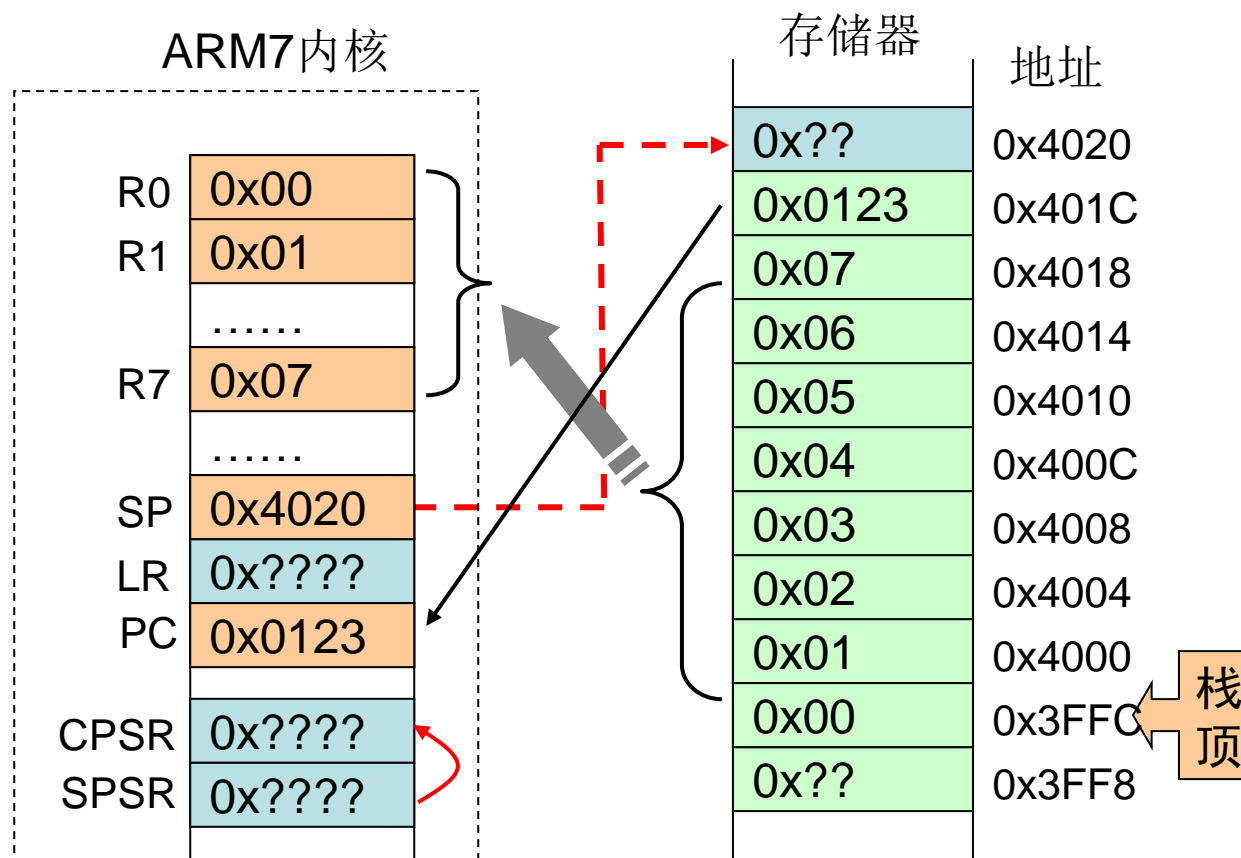 ARM7内核
存储器
地址
R0 0x00
R1 0x01
......
R7 0x07
......
SP 0x4020
LR 0x????
PC 0x0123
CPSR 0x????
SPSR 0x????
0x?? 0x4020
0x0123 0x401C
0x07 0x4018
0x06 0x4014
0x05 0x4010
0x04 0x400C
0x03 0x4008
0x02 0x4004
0x01 0x4000
0x00 0x3FFC
0x?? 0x3FF8
栈
顶